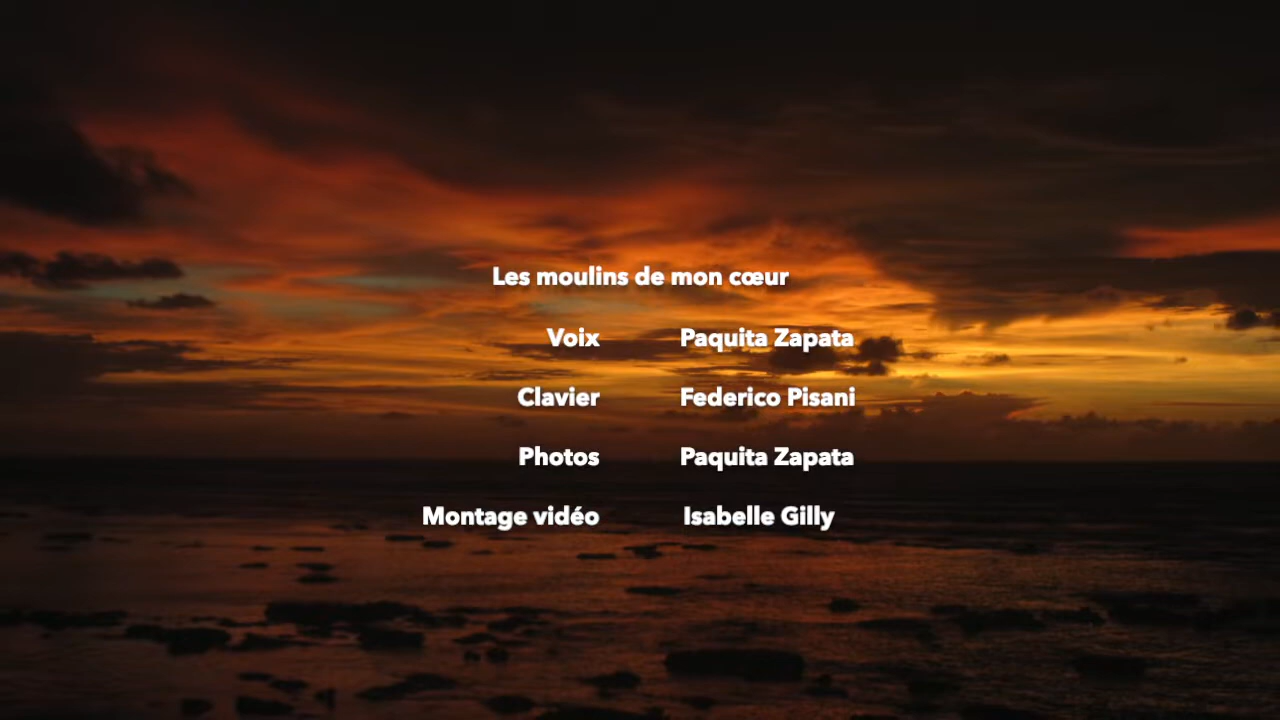 Les moulins de mon cœur
Voix Paquita Zapata
Clavier Federico Pisani
Photos Paquita Zapata
Montage vidéo Isabelle Gilly